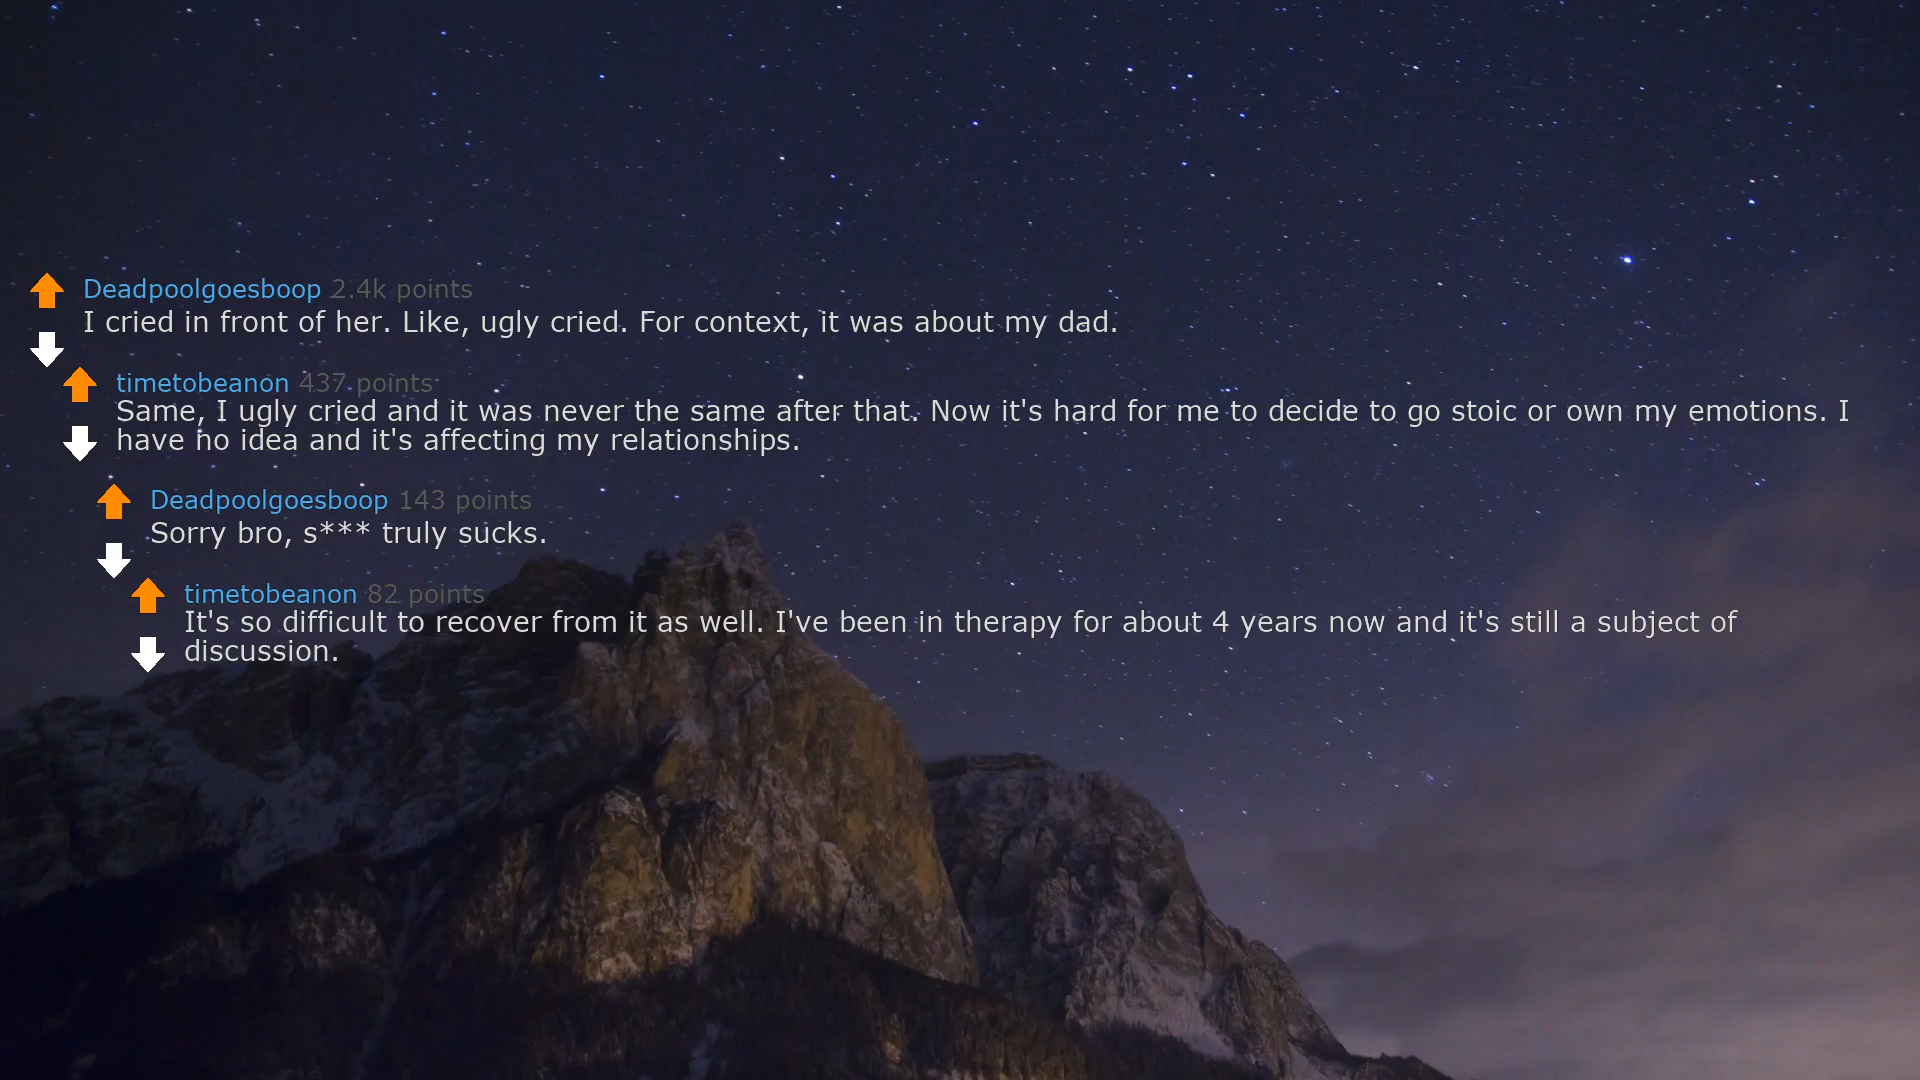 Deadpoolgoesboop 2.4k points
I cried in front of her. Like, ugly cried. For context, it was about my dad.
timetobeanon 437 points
Same, I ugly cried and it was never the same after that. Now it's hard for me to decide to go stoic or own my emotions. I
have no idea and it's affecting my relationships.
Deadpoolgoesboop 143 points
Sorry bro, s*** truly sucks.
timetobeanon 82 points
It's so difficult to recover from it as well. I've been in therapy for about 4 years now and it's still a subject of
discussion.